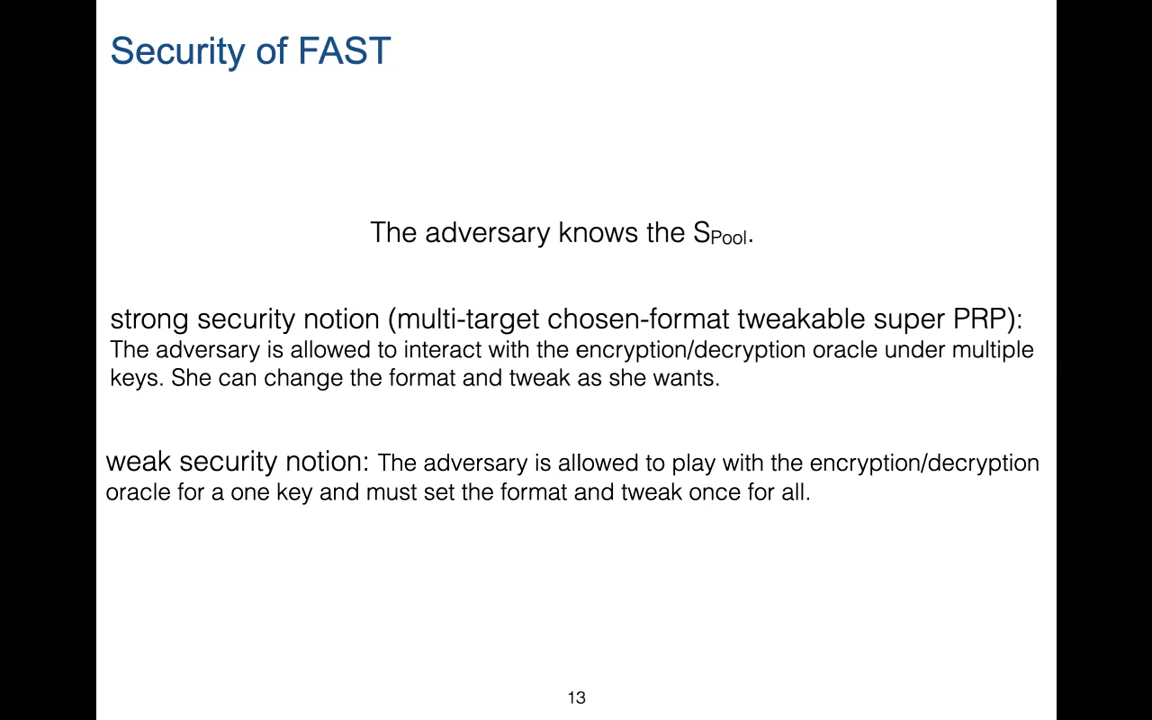 Security of FAST
The adversary knows the SPool.
strong security notion (multi-target chosen-format tweakable super PRP):
The adversary is allowed to interact with the encryption/decryption oracle under multiple
keys. She can change the format and tweak as she wants.
weak security notion: The adversary is allowed to play with the encryption/decryption
oracle for a one key and must set the format and tweak once for all.
13